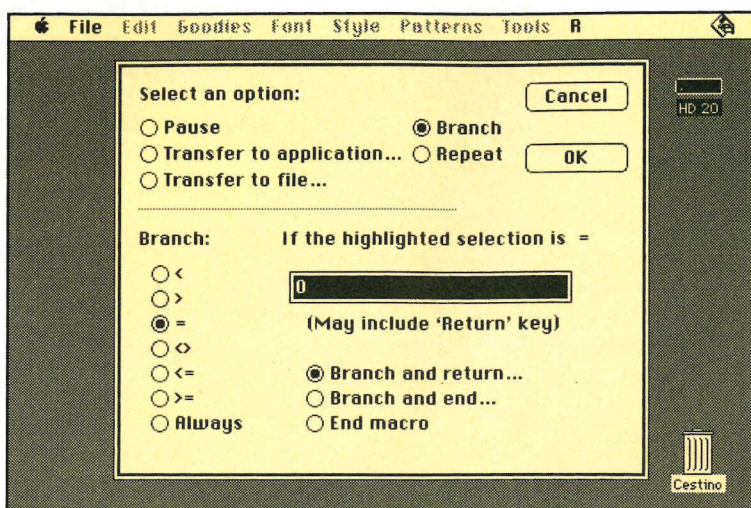 File Edit Goodies Font Style Patterns Tools R
Select an option:
Cancel
Pause
Branch
Transfer to application...
Repeat
OK
Transfer to file...
HD 20
Branch:
If the highlighted selection is =
<
0
>
=
(May include 'Return' key)
<>
<=
Branch and return...
>=
Branch and end...
Always
End macro
Cestino